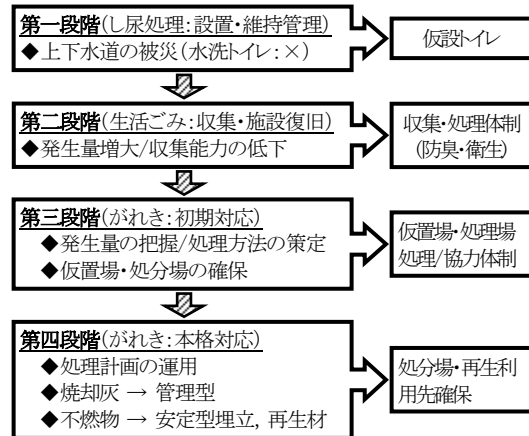 第一段階(し尿処理:設置・維持管理)
◆上下水道の被災(水洗トイレ:×)
仮設トイレ
第二段階(生活ごみ:収集・施設復旧)
◆発生量増大/収集能力の低下
収集・処理体制
(防臭・衛生)
第三段階(がれき:初期対応)
◆発生量の把握/処理方法の策定
◆仮置場・処分場の確保
仮置場・処理場
処理/協力体制
第四段階(がれき:本格対応)
◆処理計画の運用
◆焼却灰 → 管理型
◆不燃物 → 安定型埋立, 再生材
処分場・再生利
用先確保